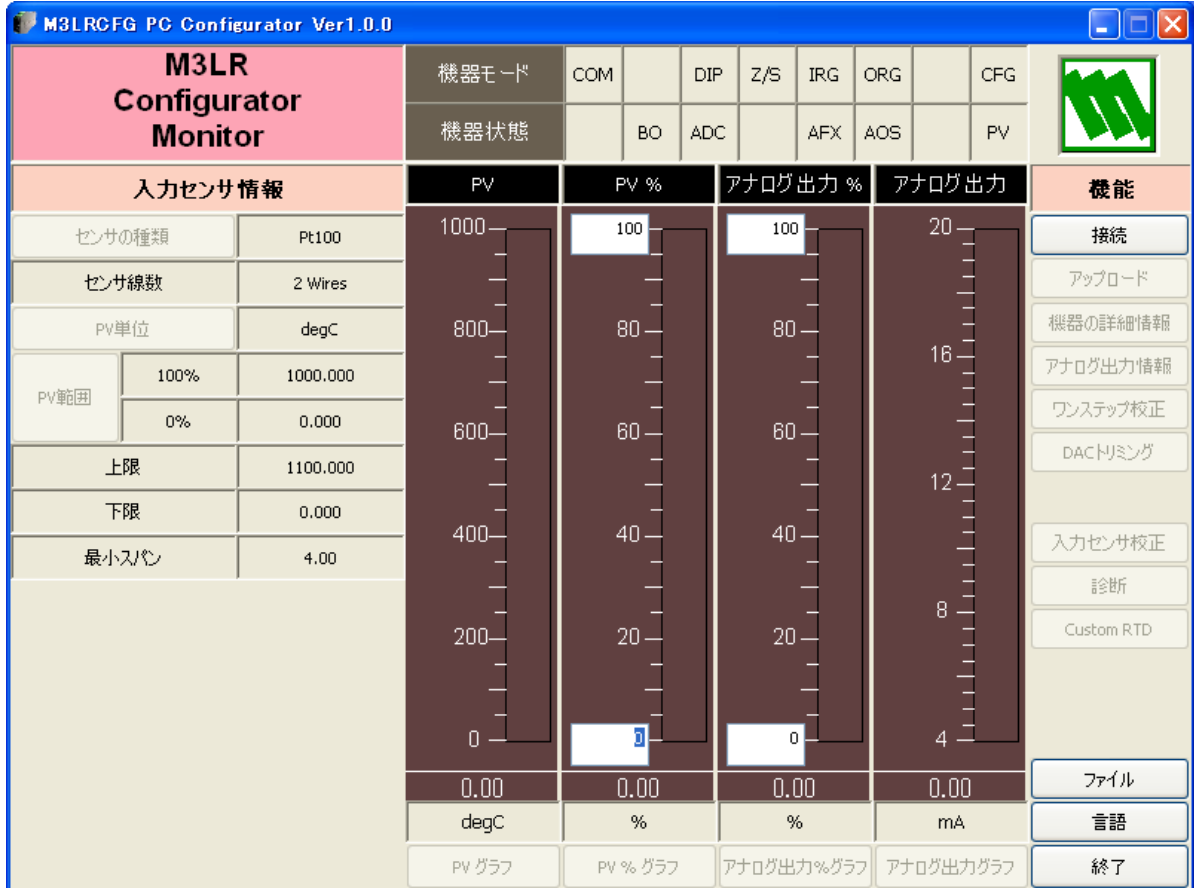 M3LRCFG PC Configurator Ver1.0.0
M3LR
Configurator
Monitor
機器モード
COM
DIP
Z/S
IRG
ORG
CFG
機器状態
BO
ADC
AFX
AOS
PV
入力センサ情報
センサの種類
Pt100
センサ線数
2 Wires
PV単位
degC
PV範囲
100%
1000.000
0%
0.000
上限
1100.000
下限
0.000
最小スパン
4.00
PV
1000
800
600
400
200
0
0.00
degC
PV グラフ
PV %
100
80
60
40
20
0
0.00
%
PV % グラフ
アナログ出力 %
100
80
60
40
20
0
0.00
%
アナログ出力%グラフ
アナログ出力
20
16
12
8
4
0.00
mA
アナログ出力グラフ
機能
接続
アップロード
機器の詳細情報
アナログ出力情報
ワンステップ校正
DACトリミング
入力センサ校正
診断
Custom RTD
ファイル
言語
終了